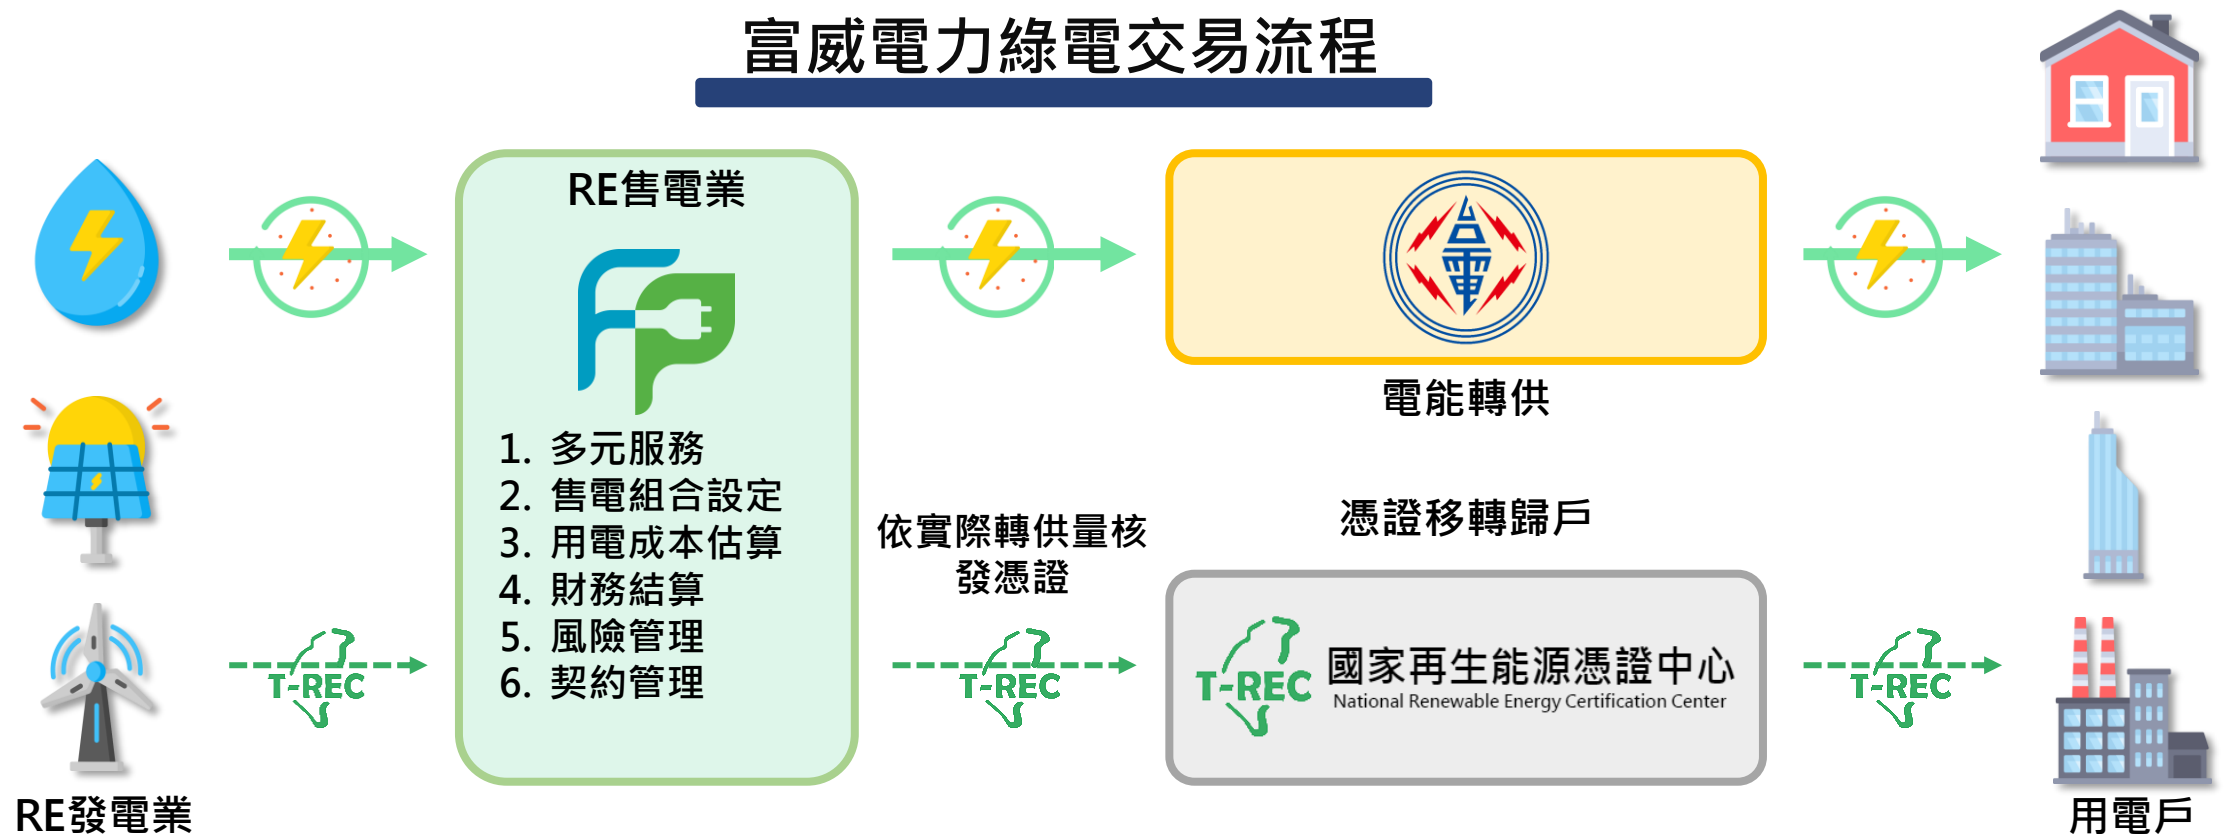 富威電力綠電交易流程
RE發電業
RE售電業
FP
1. 多元服務
2. 售電組合設定
3. 用電成本估算
4. 財務結算
5. 風險管理
6. 契約管理
T-REC
依實際轉供量核
發憑證
T-REC
台電
電能轉供
憑證移轉歸戶
T-REC
國家再生能源憑證中心
National Renewable Energy Certification Center
T-REC
用電戶